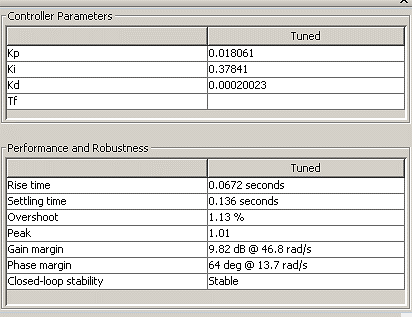 Controller Parameters
Tuned
Kp 0.018061
Ki 0.37841
Kd 0.00020023
Tf
Performance and Robustness
Tuned
Rise time 0.0672 seconds
Settling time 0.136 seconds
Overshoot 1.13 %
Peak 1.01
Gain margin 9.82 dB @ 46.8 rad/s
Phase margin 64 deg @ 13.7 rad/s
Closed-loop stability Stable